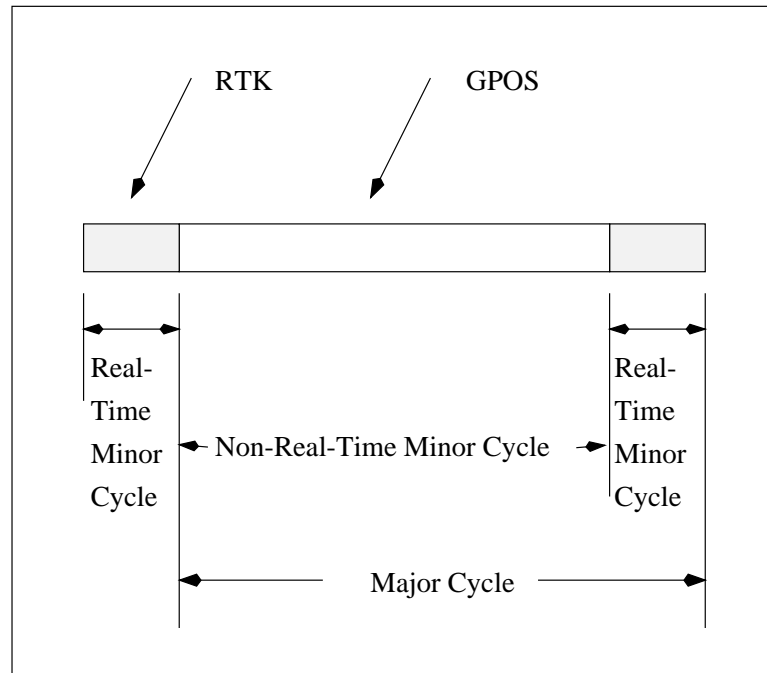 RTK
GPOS
Real-
Time
Minor
Cycle
Non-Real-Time Minor Cycle
Real-
Time
Minor
Cycle
Major Cycle